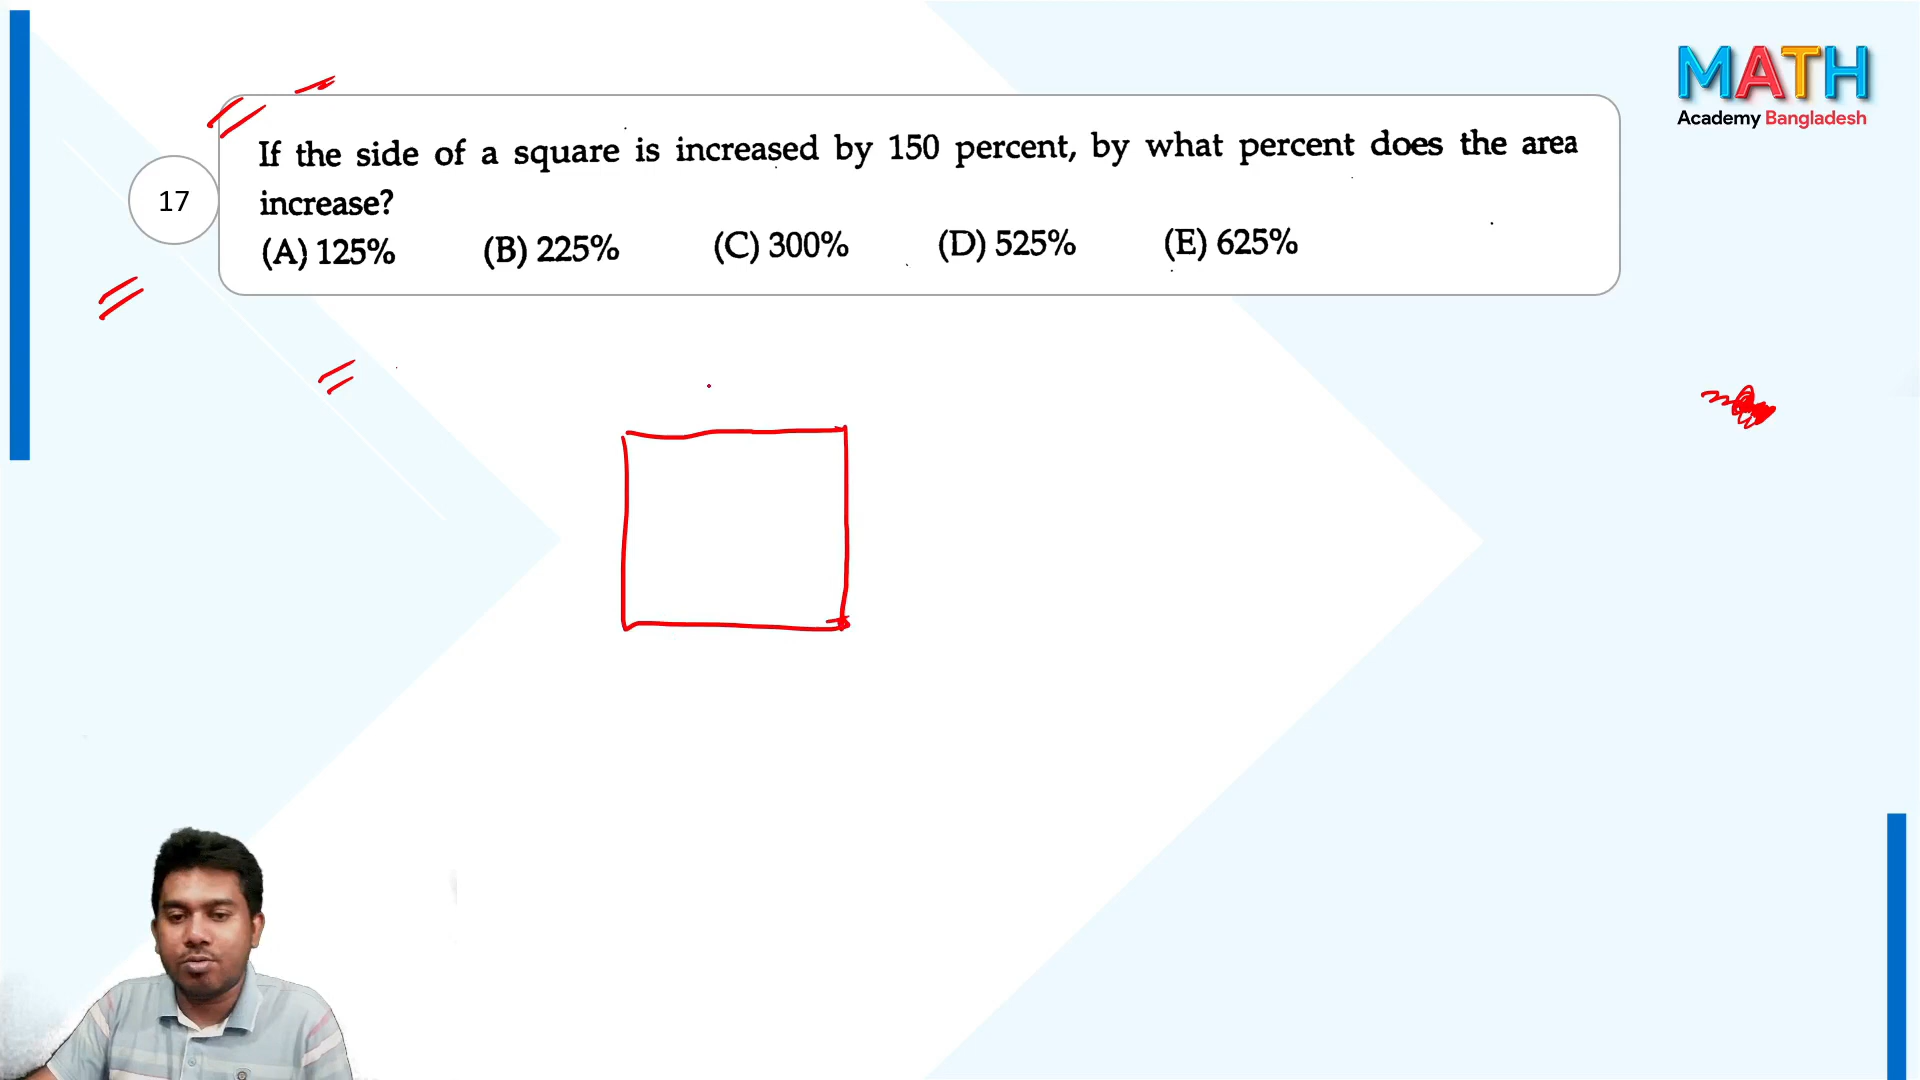 MATH
Academy Bangladesh
17
If the side of a square is increased by 150 percent, by what percent does the area
increase?
(A) 125% (B) 225% (C) 300% (D) 525% (E) 625%